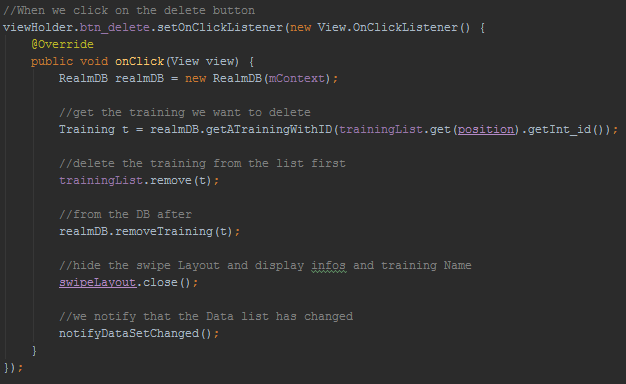 //When we click on the delete button
viewHolder.btn_delete.setOnClickListener(new View.OnClickListener() {
@Override
public void onClick(View view) {
RealmDB realmDB = new RealmDB(mContext);
//get the training we want to delete
Training t = realmDB.getATrainingWithID(trainingList.get(position).getInt_id());
//delete the training from the list first
trainingList.remove(t);
//from the DB after
realmDB.removeTraining(t);
//hide the swipe Layout and display infos and training Name
swipeLayout.close();
//we notify that the Data list has changed
notifyDataSetChanged();
}
});